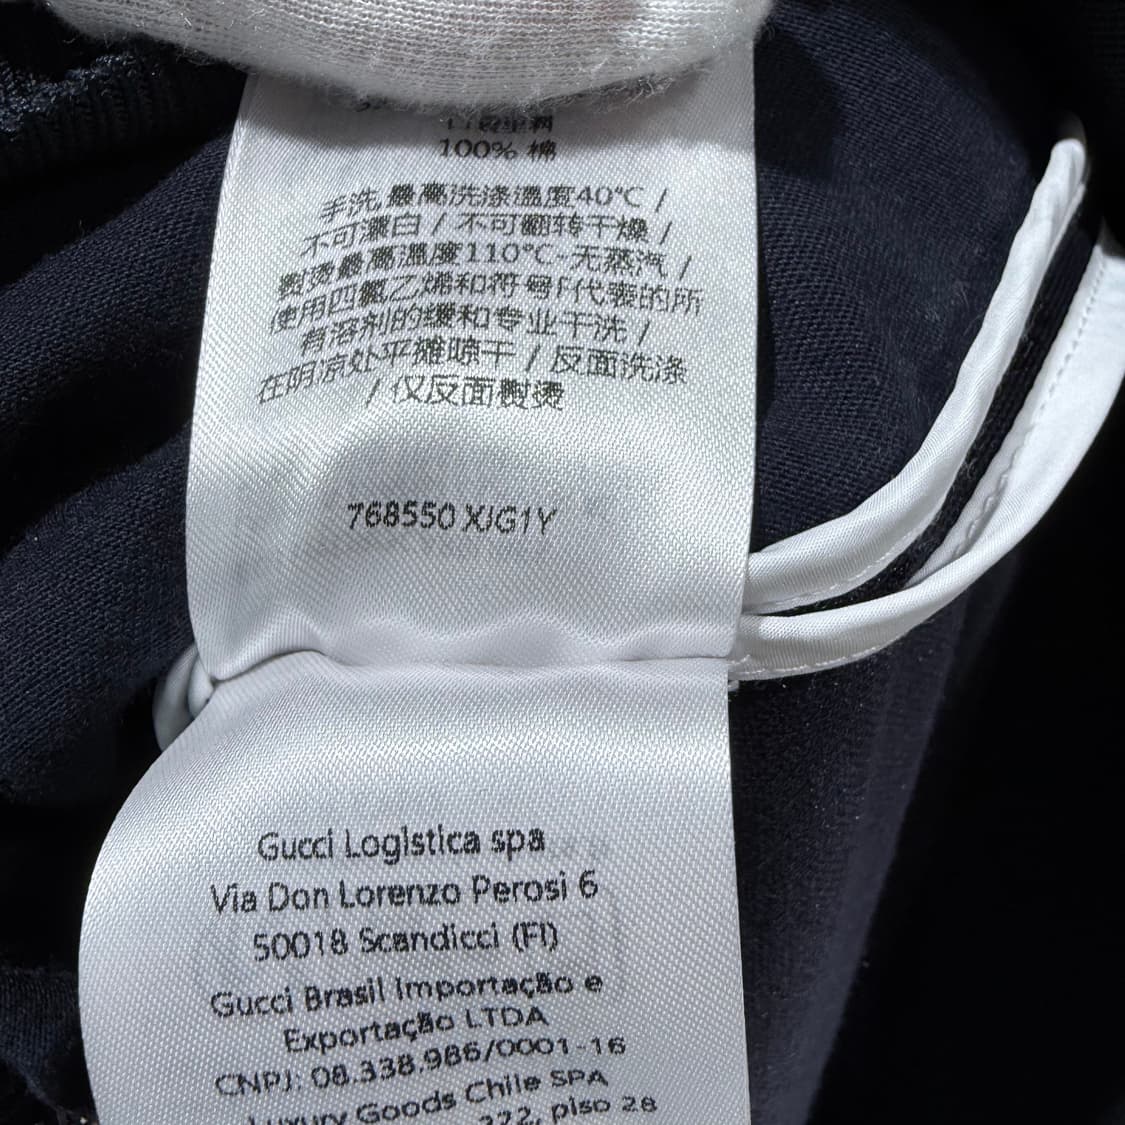 100% 棉
手洗 最高洗涤温度40°C /
不可漂白 / 不可翻转干燥 /
熨烫最高温度110°C-无蒸汽 /
使用四氯乙烯和符号F代表的所
有溶剂的缓和专业干洗 /
在阴凉处平摊晾干 / 反面洗涤
/ 仅反面熨烫
768550 XJG1Y
Gucci Logistica spa
Via Don Lorenzo Perosi 6
50018 Scandicci (FI)
Gucci Brasil Importação e
Exportação LTDA
CNPJ: 08.338.986/0001-16
Luxury Goods Chile SPA
222, piso 28